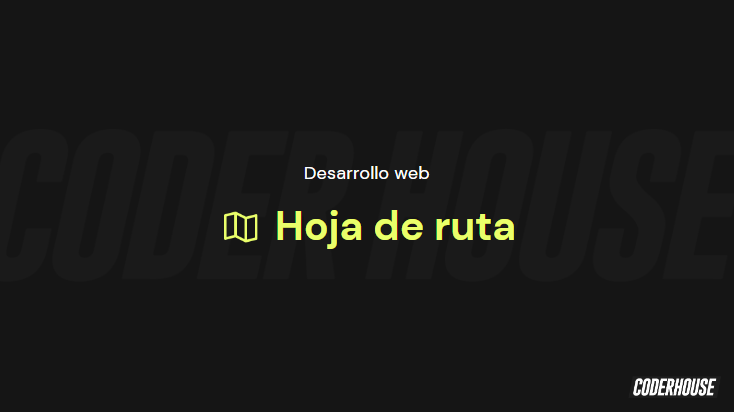 CODERHOUSE
Desarrollo web
Hoja de ruta
CODERHOUSE